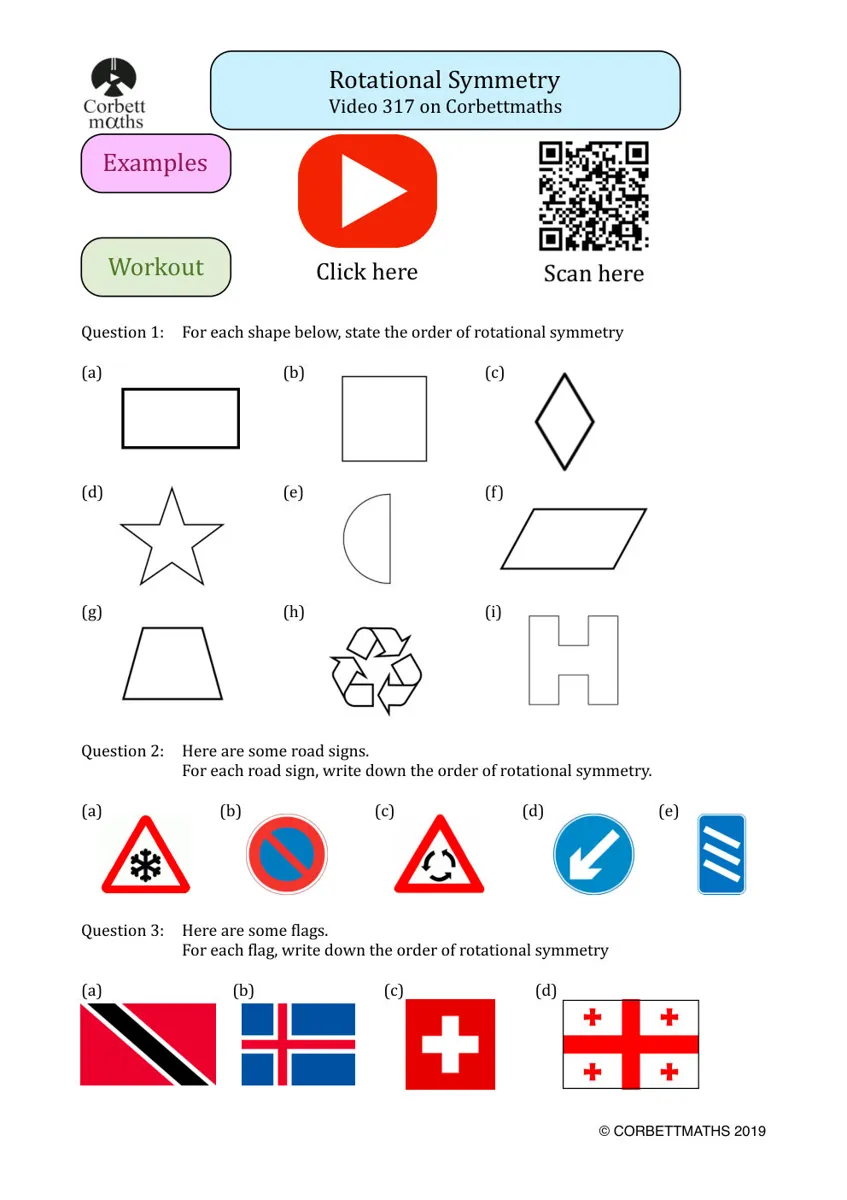 Corbett
mαths
Rotational Symmetry
Video 317 on Corbettmaths
Examples
Workout
Click here
Scan here
Question 1: For each shape below, state the order of rotational symmetry
(a) (b) (c)
(d) (e) (f)
(g) (h) (i)
Question 2: Here are some road signs.
For each road sign, write down the order of rotational symmetry.
(a) (b) (c) (d) (e)
Question 3: Here are some flags.
For each flag, write down the order of rotational symmetry
(a) (b) (c) (d)
© CORBETTMATHS 2019